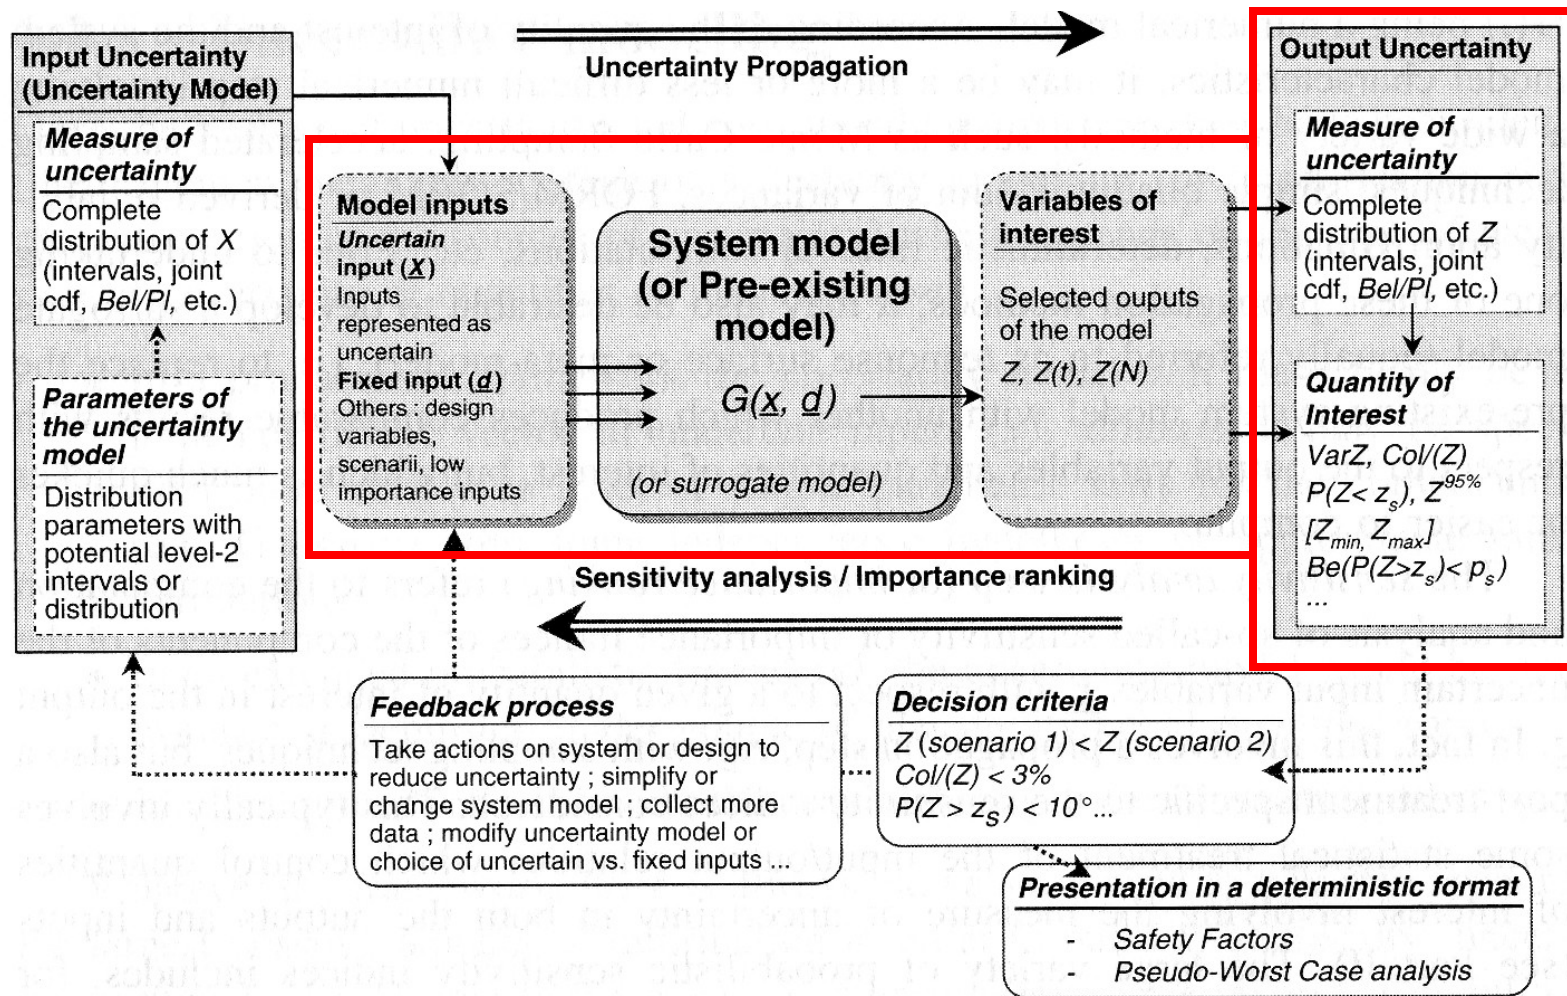 Uncertainty Propagation
Input Uncertainty
(Uncertainty Model)
Measure of
uncertainty
Complete
distribution of X
(intervals, joint
cdf, Bel/Pl, etc.)
Parameters of
the uncertainty
model
Distribution
parameters with
potential level-2
intervals or
distribution
Model inputs
Uncertain
input (X)
Inputs
represented as
uncertain
Fixed input (d)
Others : design
variables,
scenarii, low
importance inputs
System model
(or Pre-existing
model)
G(x, d)
(or surrogate model)
Variables of
interest
Selected ouputs
of the model
Z, Z(t), Z(N)
Output Uncertainty
Measure of
uncertainty
Complete
distribution of Z
(intervals, joint
cdf, Bel/Pl, etc.)
Quantity of
Interest
VarZ, Col/(Z)
P(Z< zs), Z95%
[Zmin, Zmax]
Be(P(Z>zs)< ps)
...
Sensitivity analysis / Importance ranking
Feedback process
Take actions on system or design to
reduce uncertainty ; simplify or
change system model ; collect more
data ; modify uncertainty model or
choice of uncertain vs. fixed inputs ...
Decision criteria
Z (soenario 1) < Z (scenario 2)
Col/(Z) < 3%
P(Z > zs) < 10° ...
Presentation in a deterministic format
- Safety Factors
- Pseudo-Worst Case analysis